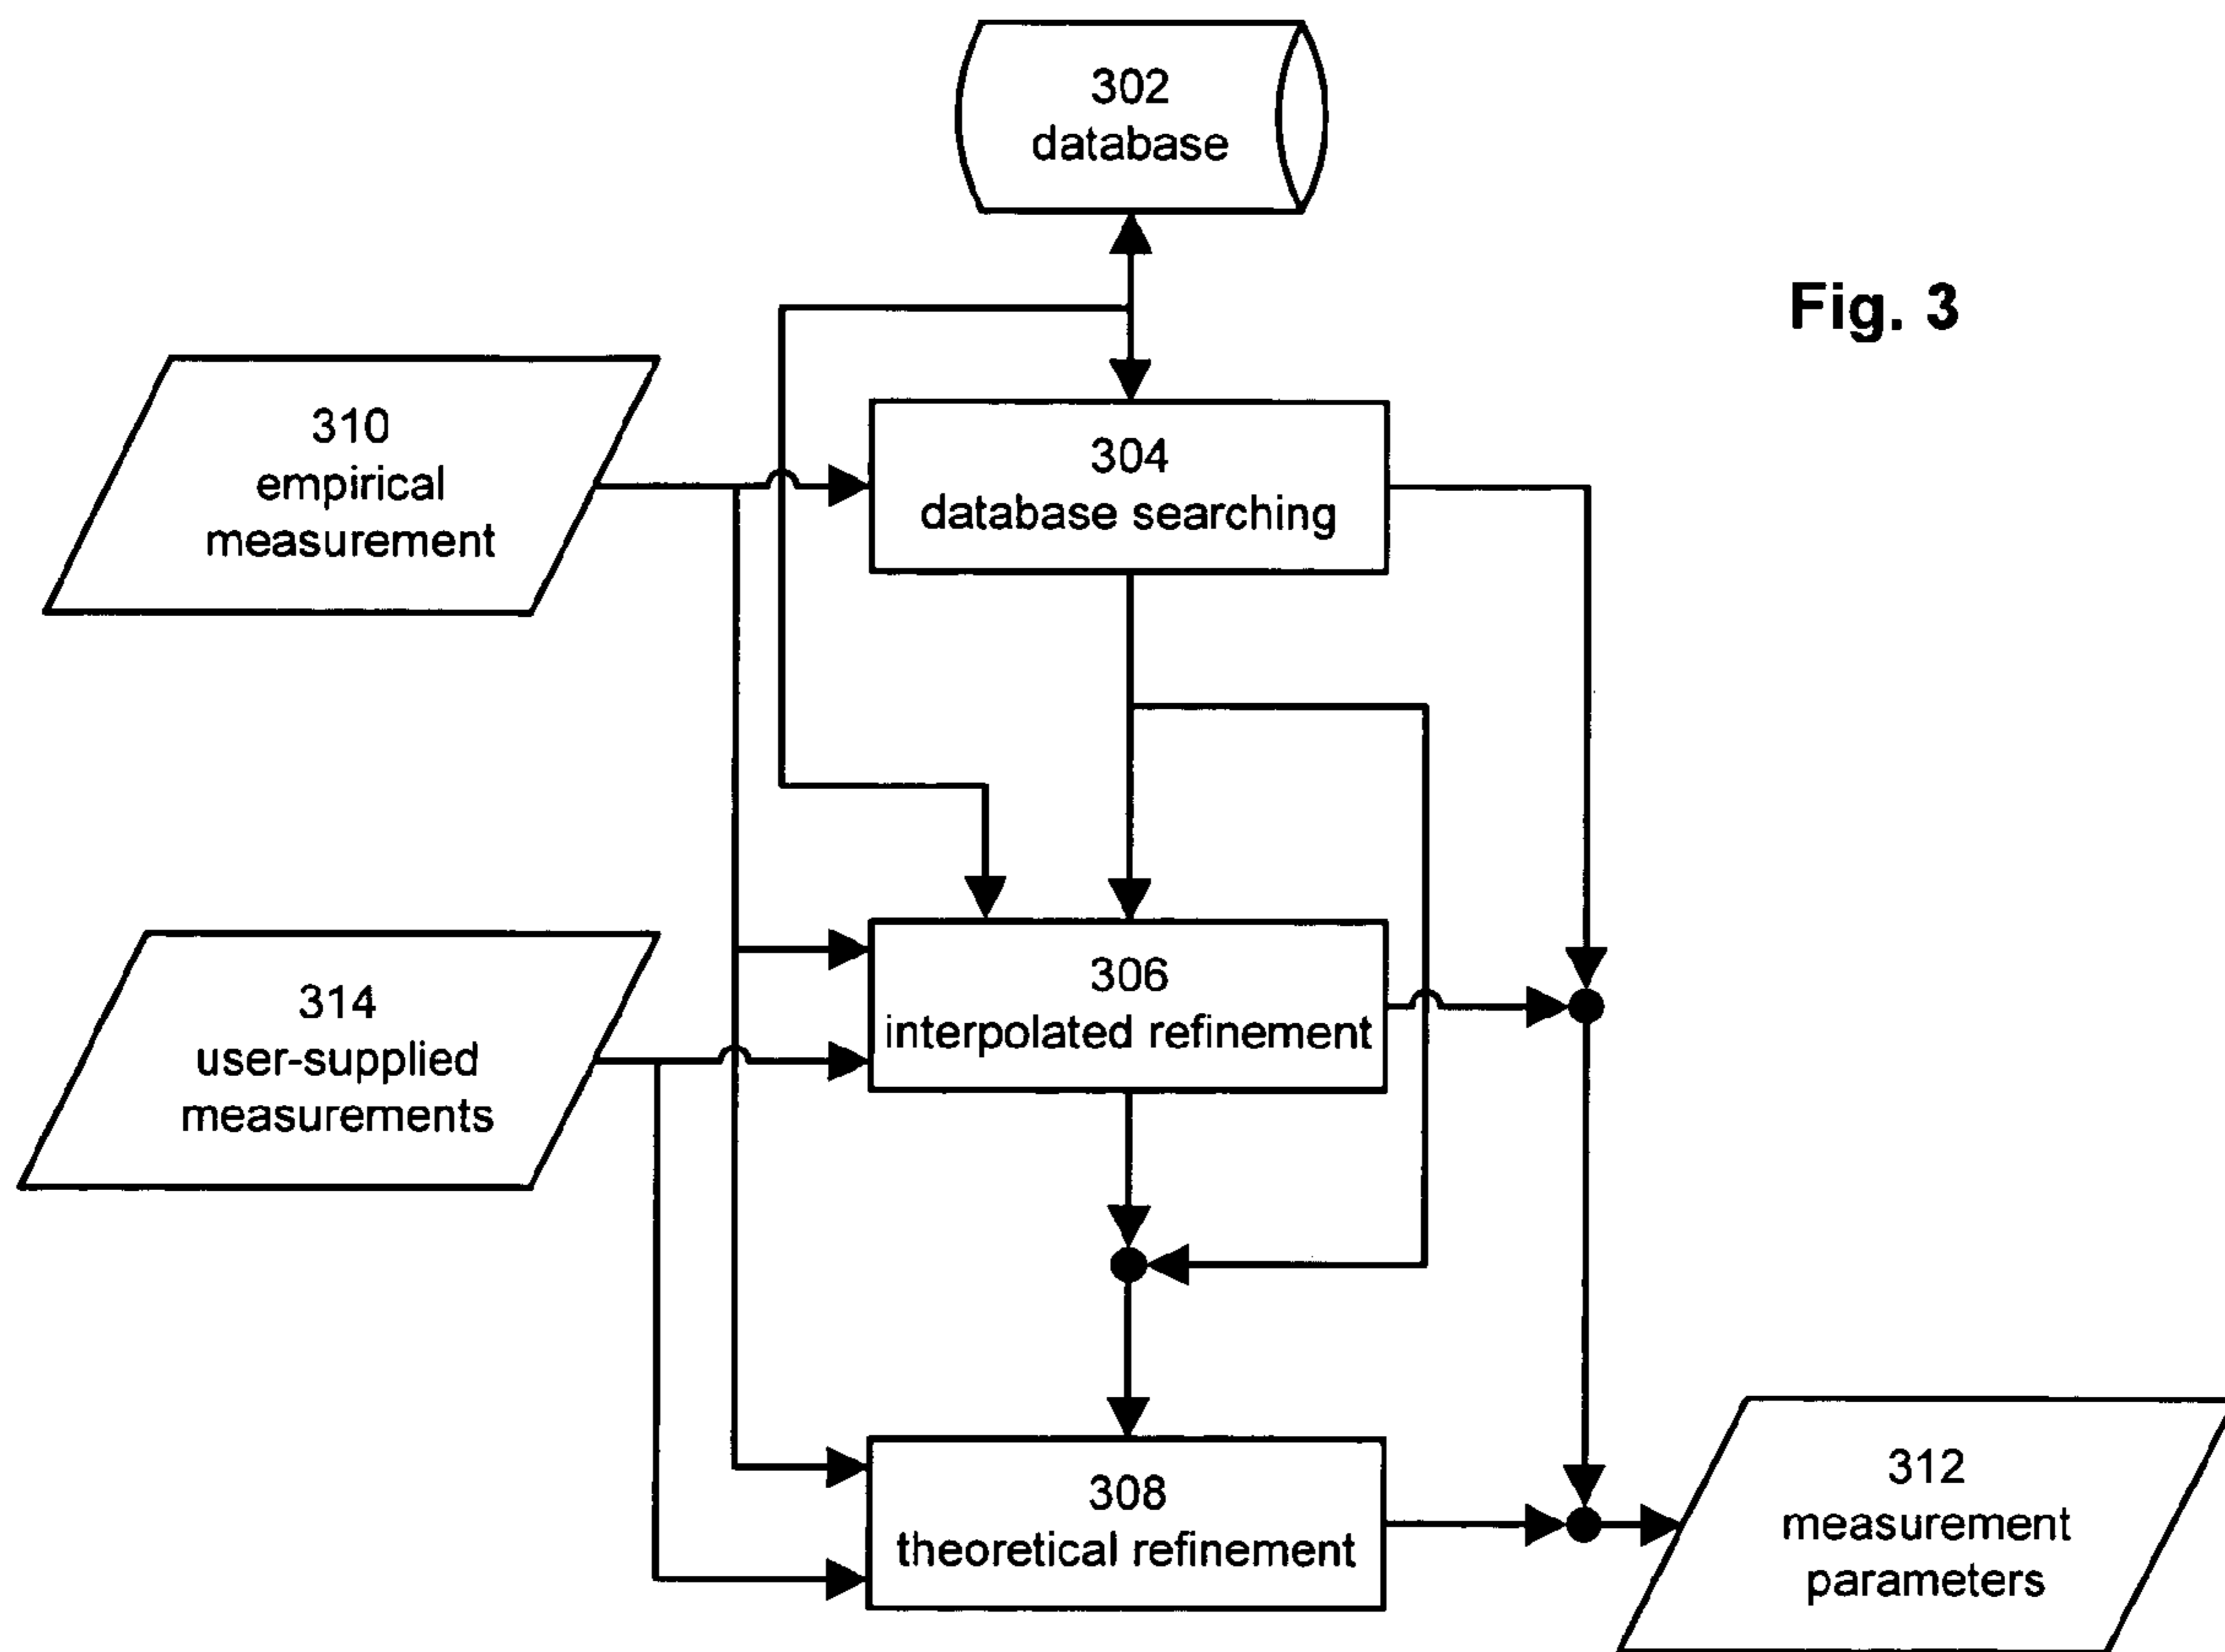 302
database
Fig. 3
310
empirical
measurement
304
database searching
314
user-supplied
measurements
306
interpolated refinement
308
theoretical refinement
312
measurement
parameters